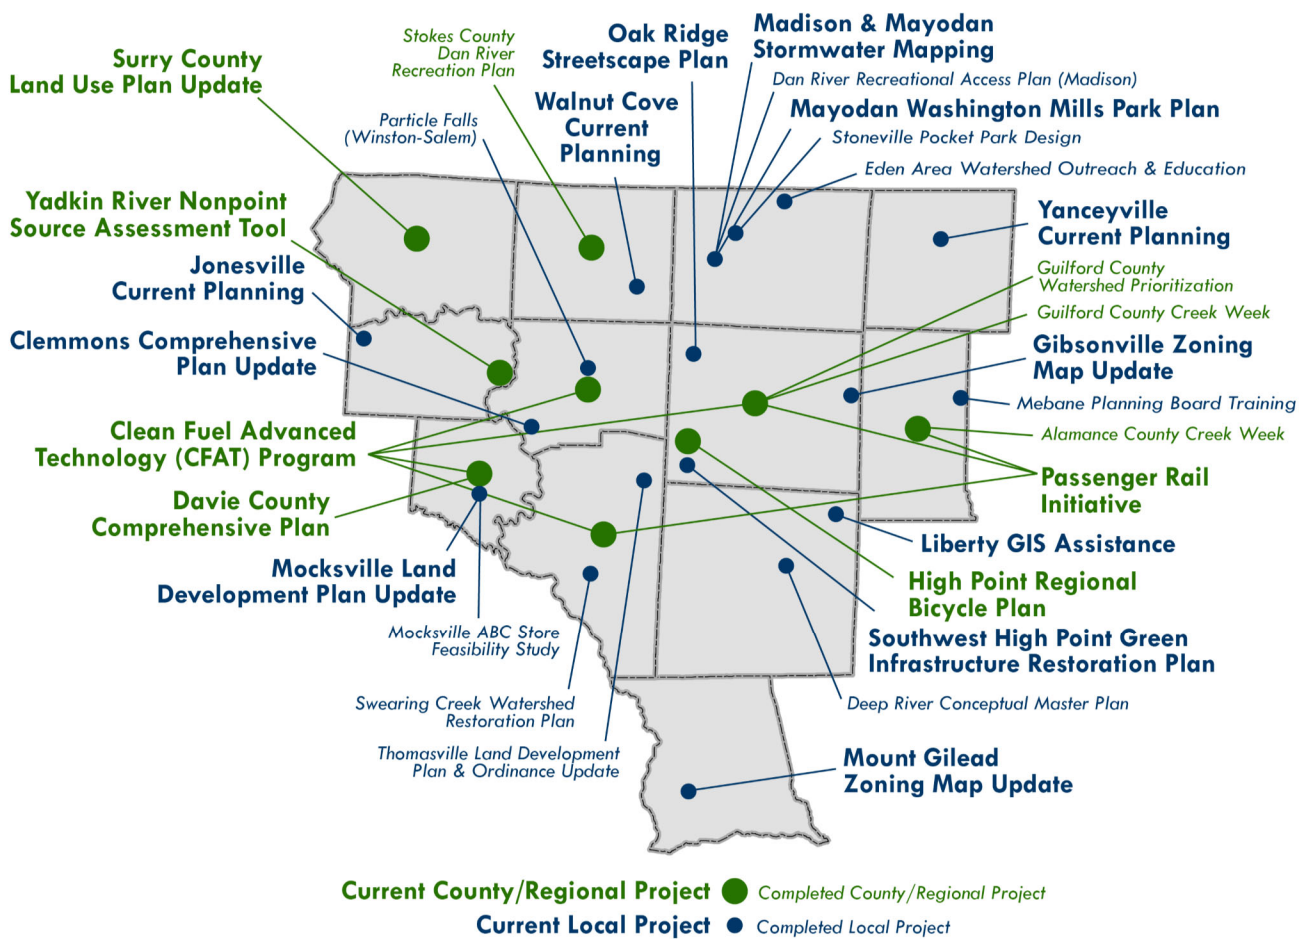 Surry County
Land Use Plan Update
Stokes County
Dan River
Recreation Plan
Oak Ridge
Streetscape Plan
Madison & Mayodan
Stormwater Mapping
Dan River Recreational Access Plan (Madison)
Particle Falls
(Winston-Salem)
Walnut Cove
Current
Planning
Mayodan Washington Mills Park Plan
Stoneville Pocket Park Design
Eden Area Watershed Outreach & Education
Yadkin River Nonpoint
Source Assessment Tool
Yanceyville
Current Planning
Jonesville
Current Planning
Guilford County
Watershed Prioritization
Guilford County Creek Week
Clemmons Comprehensive
Plan Update
Gibsonville Zoning
Map Update
Mebane Planning Board Training
Clean Fuel Advanced
Technology (CFAT) Program
Alamance County Creek Week
Passenger Rail
Initiative
Davie County
Comprehensive Plan
Liberty GIS Assistance
Mocksville Land
Development Plan Update
High Point Regional
Bicycle Plan
Mocksville ABC Store
Feasibility Study
Southwest High Point Green
Infrastructure Restoration Plan
Swearing Creek Watershed
Restoration Plan
Deep River Conceptual Master Plan
Thomasville Land Development
Plan & Ordinance Update
Mount Gilead
Zoning Map Update
Current County/Regional Project
Completed County/Regional Project
Current Local Project
Completed Local Project